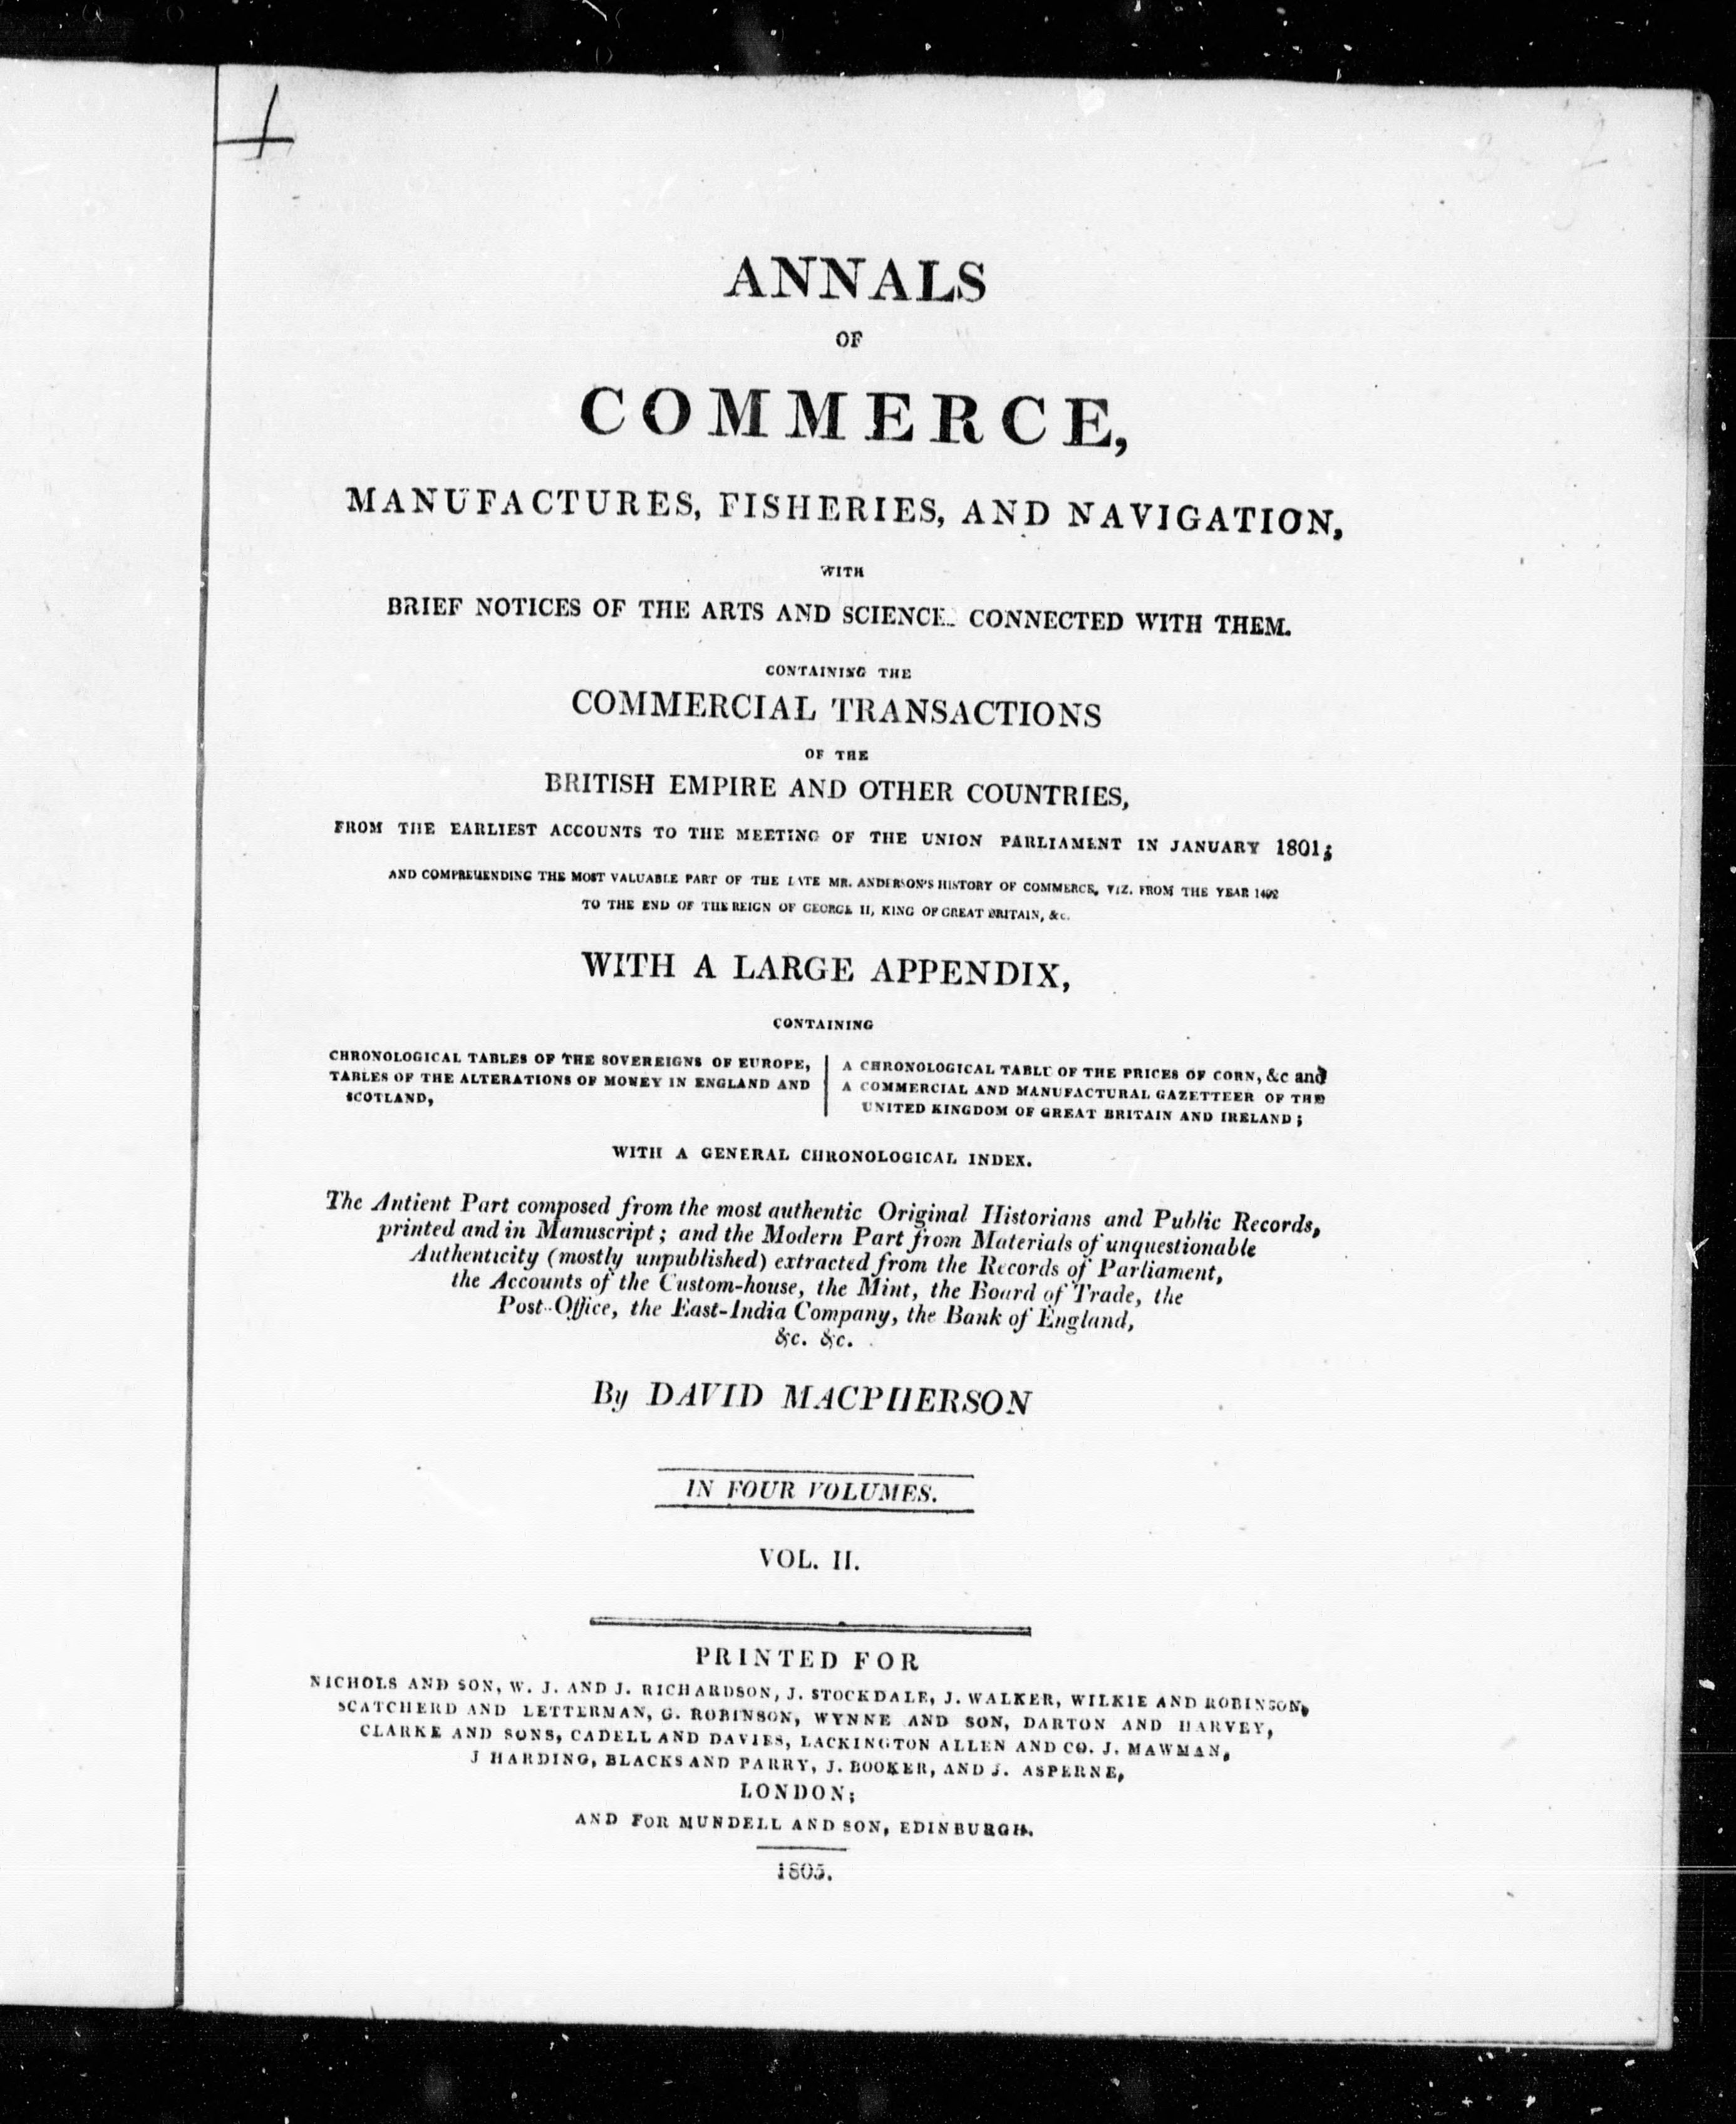 ANNALS
OF
COMMERCE,
MANUFACTURES, FISHERIES, AND NAVIGATION,
WITH
BRIEF NOTICES OF THE ARTS AND SCIENCE CONNECTED WITH THEM.
CONTAINING THE
COMMERCIAL TRANSACTIONS
OF THE
BRITISH EMPIRE AND OTHER COUNTRIES,
FROM THE EARLIEST ACCOUNTS TO THE MEETING OF THE UNION PARLIAMENT IN JANUARY 1801;
AND COMPREHENDING THE MOST VALUABLE PART OF THE LATE MR. ANDERSON'S HISTORY OF COMMERCE, VIZ. FROM THE YEAR 1492
TO THE END OF THE REIGN OF GEORGE II, KING OF GREAT BRITAIN, &c.
WITH A LARGE APPENDIX,
CONTAINING
CHRONOLOGICAL TABLES OF THE SOVEREIGNS OF EUROPE,
TABLES OF THE ALTERATIONS OF MONEY IN ENGLAND AND
SCOTLAND,
A CHRONOLOGICAL TABLE OF THE PRICES OF CORN, &c and
A COMMERCIAL AND MANUFACTURAL GAZETTEER OF THE
UNITED KINGDOM OF GREAT BRITAIN AND IRELAND;
WITH A GENERAL CHRONOLOGICAL INDEX.
The Antient Part composed from the most authentic Original Historians and Public Records,
printed and in Manuscript; and the Modern Part from Materials of unquestionable
Authenticity (mostly unpublished) extracted from the Records of Parliament,
the Accounts of the Custom-house, the Mint, the Board of Trade, the
Post-Office, the East-India Company, the Bank of England,
&c. &c.
By DAVID MACPHERSON
IN FOUR VOLUMES.
VOL. II.
PRINTED FOR
NICHOLS AND SON, W. J. AND J. RICHARDSON, J. STOCKDALE, J. WALKER, WILKIE AND ROBINSON,
SCATCHERD AND LETTERMAN, G. ROBINSON, WYNNE AND SON, DARTON AND HARVEY,
CLARKE AND SONS, CADELL AND DAVIES, LACKINGTON ALLEN AND CO. J. MAWMAN,
J HARDING, BLACKS AND PARRY, J. BOOKER, AND J. ASPERNE,
LONDON;
AND FOR MUNDELL AND SON, EDINBURGH.
1805.